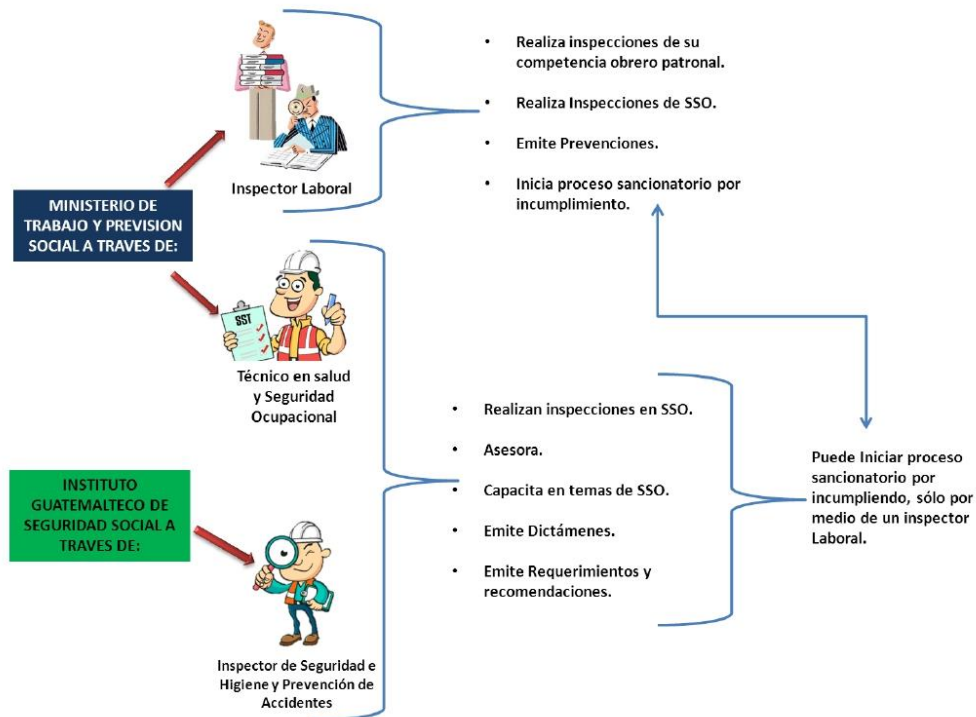 Inspector Laboral
• Realiza inspecciones de su
competencia obrero patronal.
• Realiza Inspecciones de SSO.
• Emite Prevenciones.
• Inicia proceso sancionatorio por
incumplimiento.
MINISTERIO DE
TRABAJO Y PREVISION
SOCIAL A TRAVES DE:
SST
Técnico en salud
y Seguridad
Ocupacional
INSTITUTO
GUATEMALTECO DE
SEGURIDAD SOCIAL A
TRAVES DE:
Inspector de Seguridad e
Higiene y Prevención de
Accidentes
• Realizan inspecciones en SSO.
• Asesora.
• Capacita en temas de SSO.
• Emite Dictámenes.
• Emite Requerimientos y
recomendaciones.
Puede Iniciar proceso
sancionatorio por
incumpliendo, sólo por
medio de un inspector
Laboral.